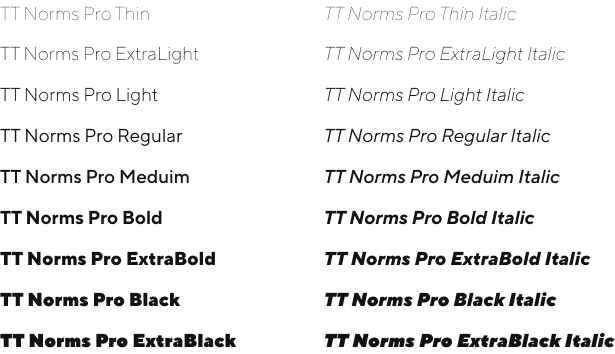 TT Norms Pro Thin TT Norms Pro Thin Italic
TT Norms Pro ExtraLight TT Norms Pro ExtraLight Italic
TT Norms Pro Light TT Norms Pro Light Italic
TT Norms Pro Regular TT Norms Pro Regular Italic
TT Norms Pro Meduim TT Norms Pro Meduim Italic
TT Norms Pro Bold TT Norms Pro Bold Italic
TT Norms Pro ExtraBold TT Norms Pro ExtraBold Italic
TT Norms Pro Black TT Norms Pro Black Italic
TT Norms Pro ExtraBlack TT Norms Pro ExtraBlack Italic